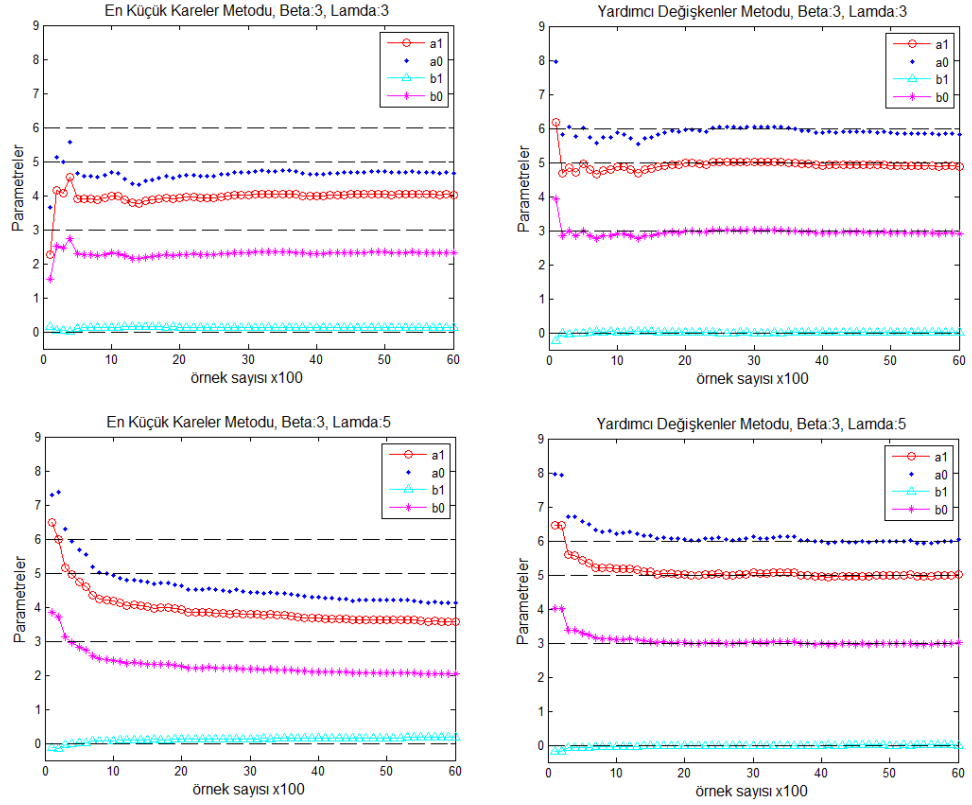 En Küçük Kareler Metodu, Beta:3, Lamda:3
9
8
7
6
5
4
3
2
1
0
Parametreler
a1
a0
b1
b0
0 10 20 30 40 50 60
örnek sayısı x100
Yardımcı Değişkenler Metodu, Beta:3, Lamda:3
9
8
7
6
5
4
3
2
1
0
Parametreler
a1
a0
b1
b0
0 10 20 30 40 50 60
örnek sayısı x100
En Küçük Kareler Metodu, Beta:3, Lamda:5
9
8
7
6
5
4
3
2
1
0
Parametreler
a1
a0
b1
b0
0 10 20 30 40 50 60
örnek sayısı x100
Yardımcı Değişkenler Metodu, Beta:3, Lamda:5
9
8
7
6
5
4
3
2
1
0
Parametreler
a1
a0
b1
b0
0 10 20 30 40 50 60
örnek sayısı x100